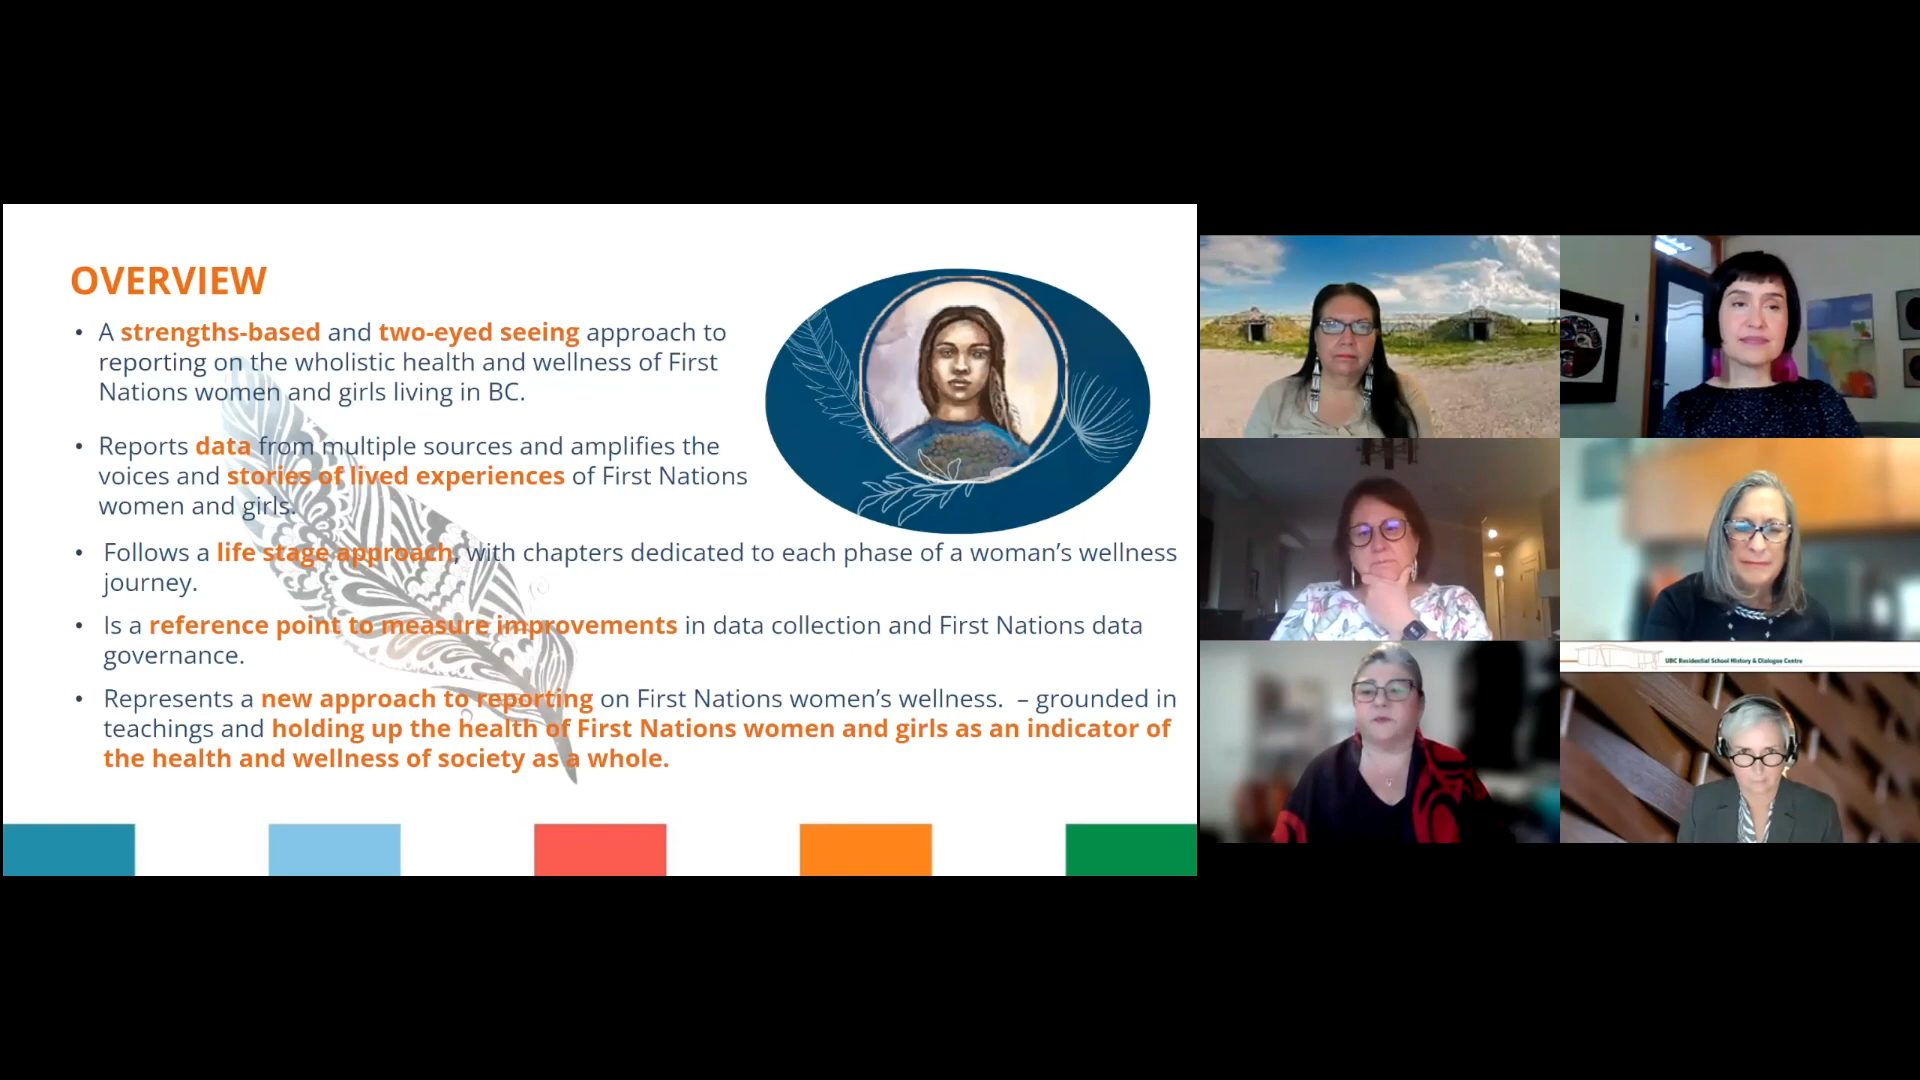 OVERVIEW
• A strengths-based and two-eyed seeing approach to
reporting on the wholistic health and wellness of First
Nations women and girls living in BC.
• Reports data from multiple sources and amplifies the
voices and stories of lived experiences of First Nations
women and girls.
• Follows a life stage approach, with chapters dedicated to each phase of a woman’s wellness
journey.
• Is a reference point to measure improvements in data collection and First Nations data
governance.
• Represents a new approach to reporting on First Nations women’s wellness. – grounded in
teachings and holding up the health of First Nations women and girls as an indicator of
the health and wellness of society as a whole.
UBC Residential School History & Dialogue Centre